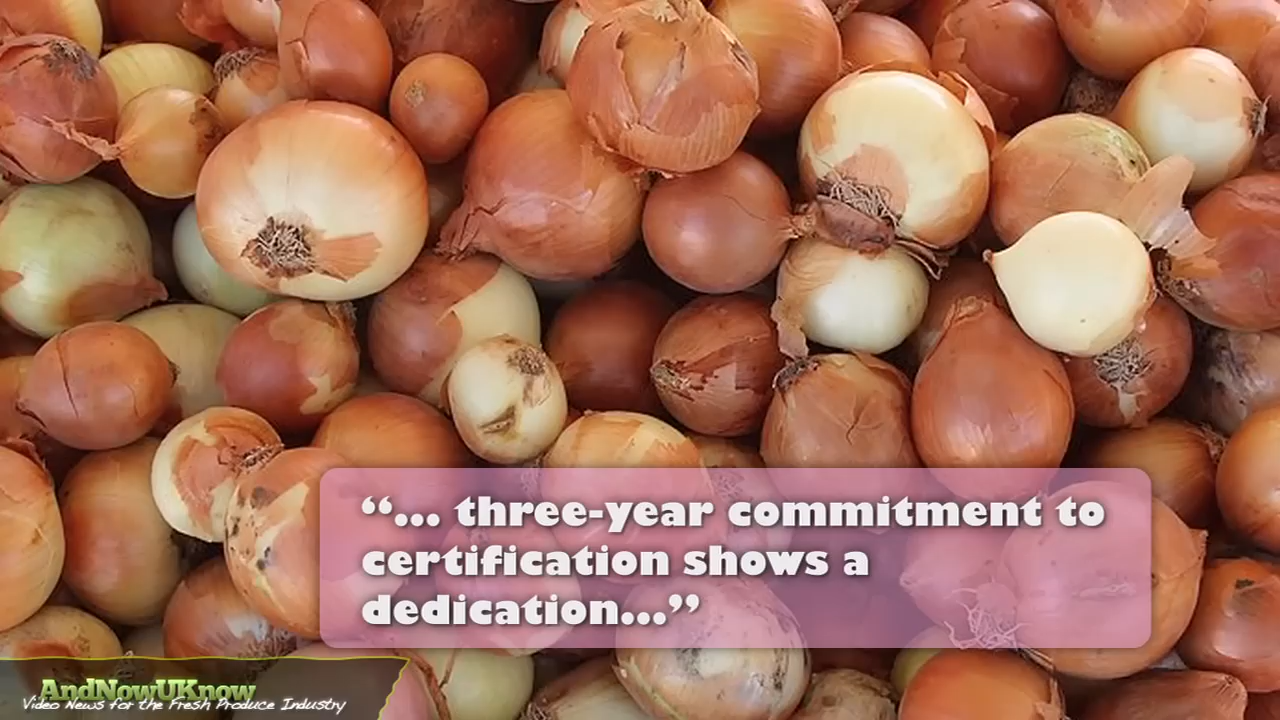 “... three-year commitment to
certification shows a
dedication...”
AndNowUKnow
Video News for the Fresh Produce Industry